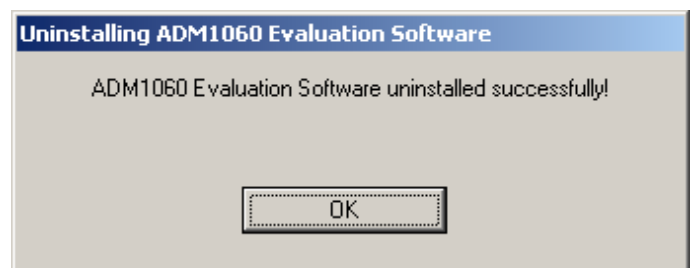 Uninstalling ADM1060 Evaluation Software
ADM1060 Evaluation Software uninstalled successfully!
OK